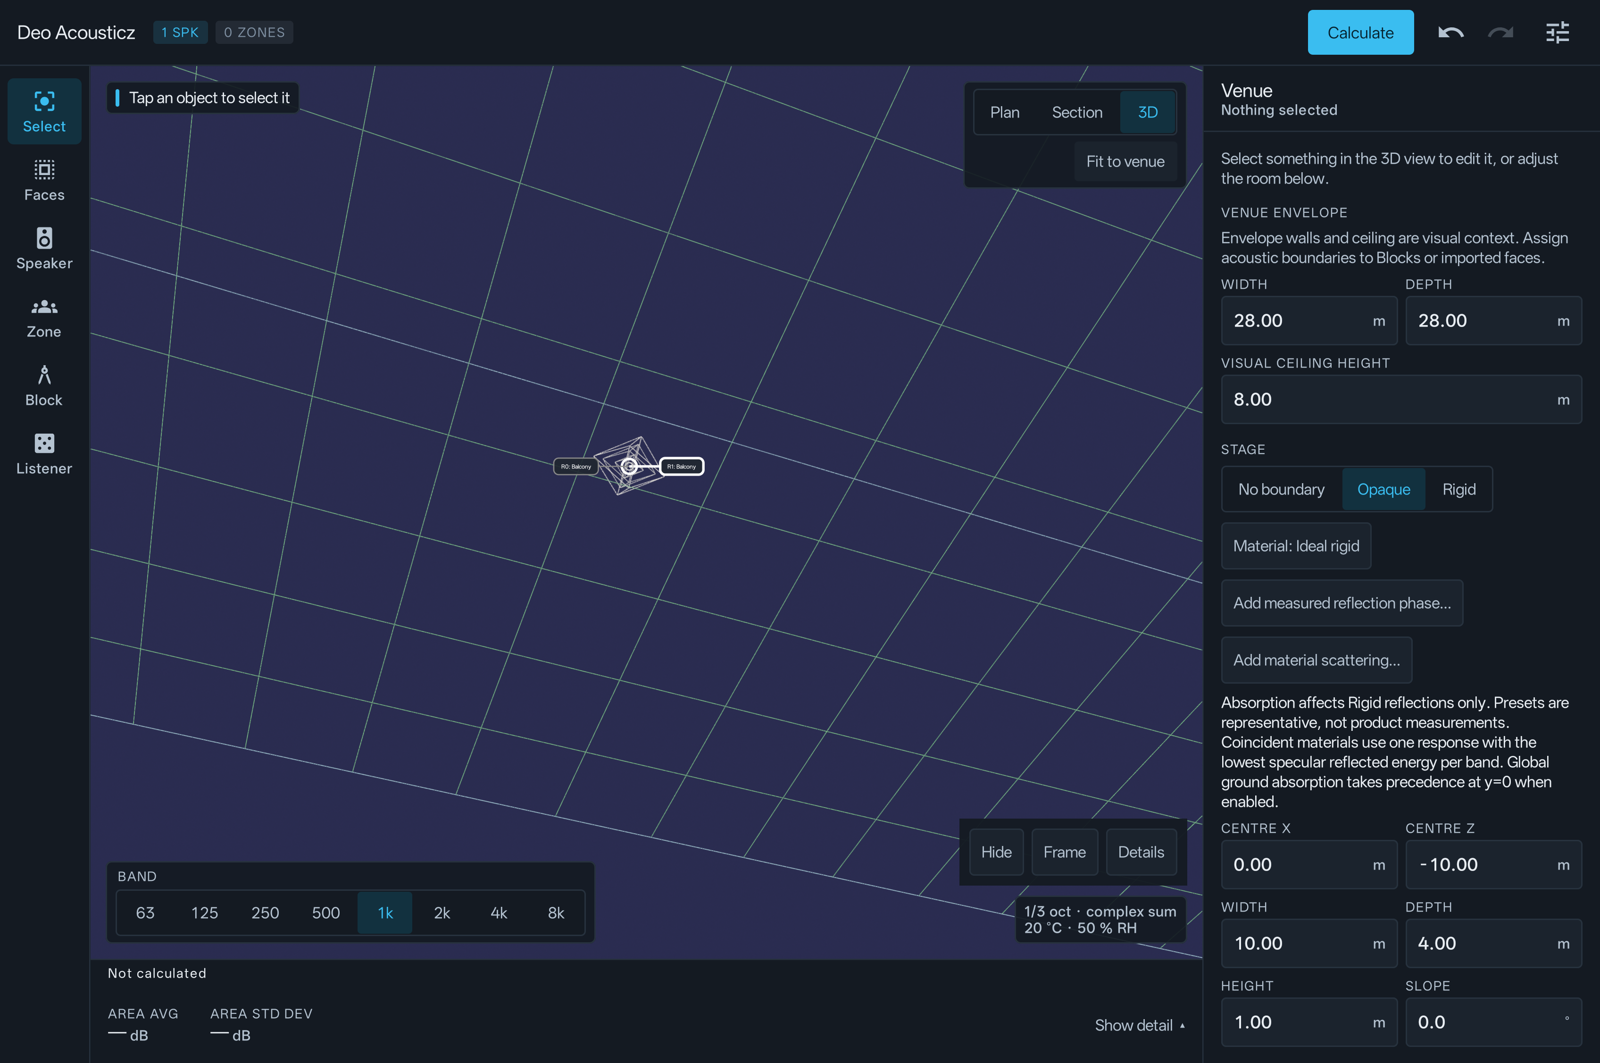 Deo Acousticz
1 SPK
0 ZONES
Calculate
Select
Faces
Speaker
Zone
Block
Listener
Tap an object to select it
Plan
Section
3D
Fit to venue
R0: Balcony
R1: Balcony
Hide
Frame
Details
BAND
63
125
250
500
1k
2k
4k
8k
1/3 oct · complex sum
20 °C · 50 % RH
Not calculated
AREA AVG
— dB
AREA STD DEV
— dB
Show detail ▴
Venue
Nothing selected
Select something in the 3D view to edit it, or adjust
the room below.
VENUE ENVELOPE
Envelope walls and ceiling are visual context. Assign
acoustic boundaries to Blocks or imported faces.
WIDTH
28.00 m
DEPTH
28.00 m
VISUAL CEILING HEIGHT
8.00 m
STAGE
No boundary
Opaque
Rigid
Material: Ideal rigid
Add measured reflection phase...
Add material scattering...
Absorption affects Rigid reflections only. Presets are
representative, not product measurements.
Coincident materials use one response with the
lowest specular reflected energy per band. Global
ground absorption takes precedence at y=0 when
enabled.
CENTRE X
0.00 m
CENTRE Z
-10.00 m
WIDTH
10.00 m
DEPTH
4.00 m
HEIGHT
1.00 m
SLOPE
0.0 °